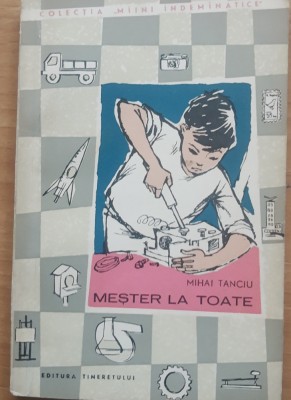 COLECȚIA „MÎINI ÎNDEMÎNATICE"
MIHAI TANCIU
MEȘTER LA TOATE
EDITURA TINERETULUI